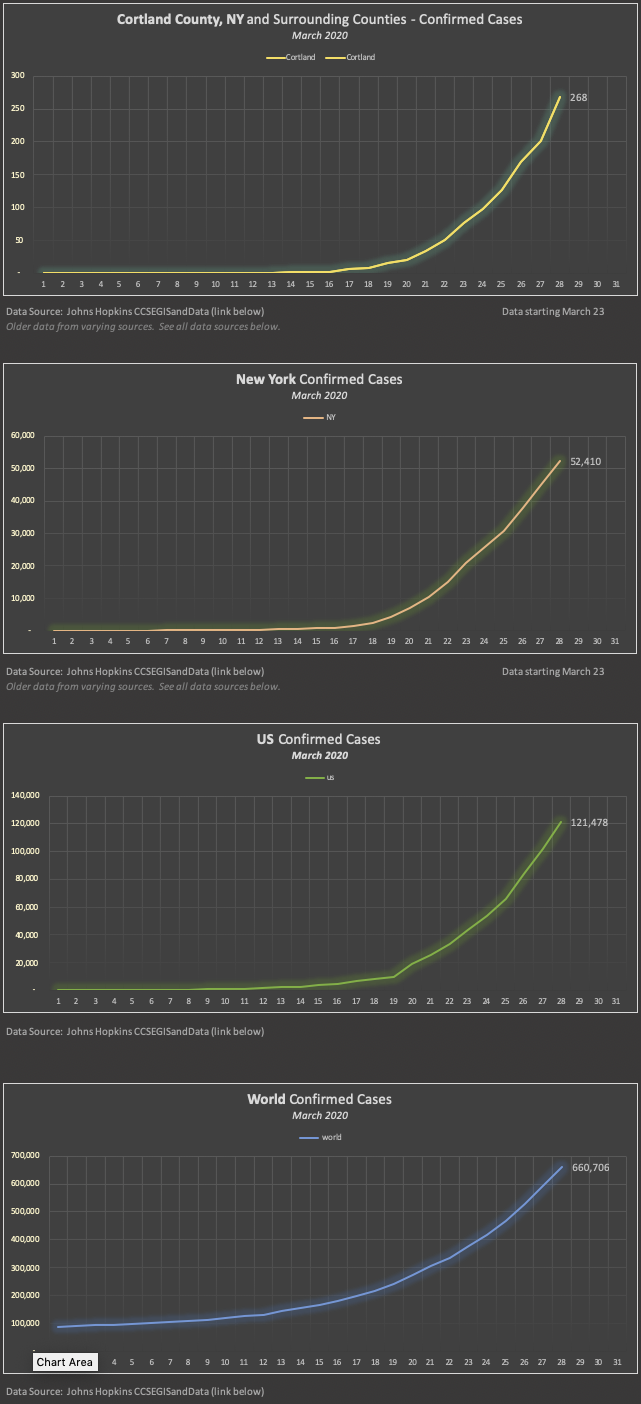 Cortland County, NY and Surrounding Counties - Confirmed Cases
March 2020
Cortland Cortland
300
250
200
150
100
50
-
268
1 2 3 4 5 6 7 8 9 10 11 12 13 14 15 16 17 18 19 20 21 22 23 24 25 26 27 28 29 30 31
Data Source: Johns Hopkins CCSEGISandData (link below) Data starting March 23
Older data from varying sources. See all data sources below.
New York Confirmed Cases
March 2020
NY
60,000
50,000
40,000
30,000
20,000
10,000
-
52,410
1 2 3 4 5 6 7 8 9 10 11 12 13 14 15 16 17 18 19 20 21 22 23 24 25 26 27 28 29 30 31
Data Source: Johns Hopkins CCSEGISandData (link below) Data starting March 23
Older data from varying sources. See all data sources below.
US Confirmed Cases
March 2020
us
140,000
120,000
100,000
80,000
60,000
40,000
20,000
-
121,478
1 2 3 4 5 6 7 8 9 10 11 12 13 14 15 16 17 18 19 20 21 22 23 24 25 26 27 28 29 30 31
Data Source: Johns Hopkins CCSEGISandData (link below)
World Confirmed Cases
March 2020
world
700,000
600,000
500,000
400,000
300,000
200,000
100,000
-
660,706
Chart Area 4 5 6 7 8 9 10 11 12 13 14 15 16 17 18 19 20 21 22 23 24 25 26 27 28 29 30 31
Data Source: Johns Hopkins CCSEGISandData (link below)